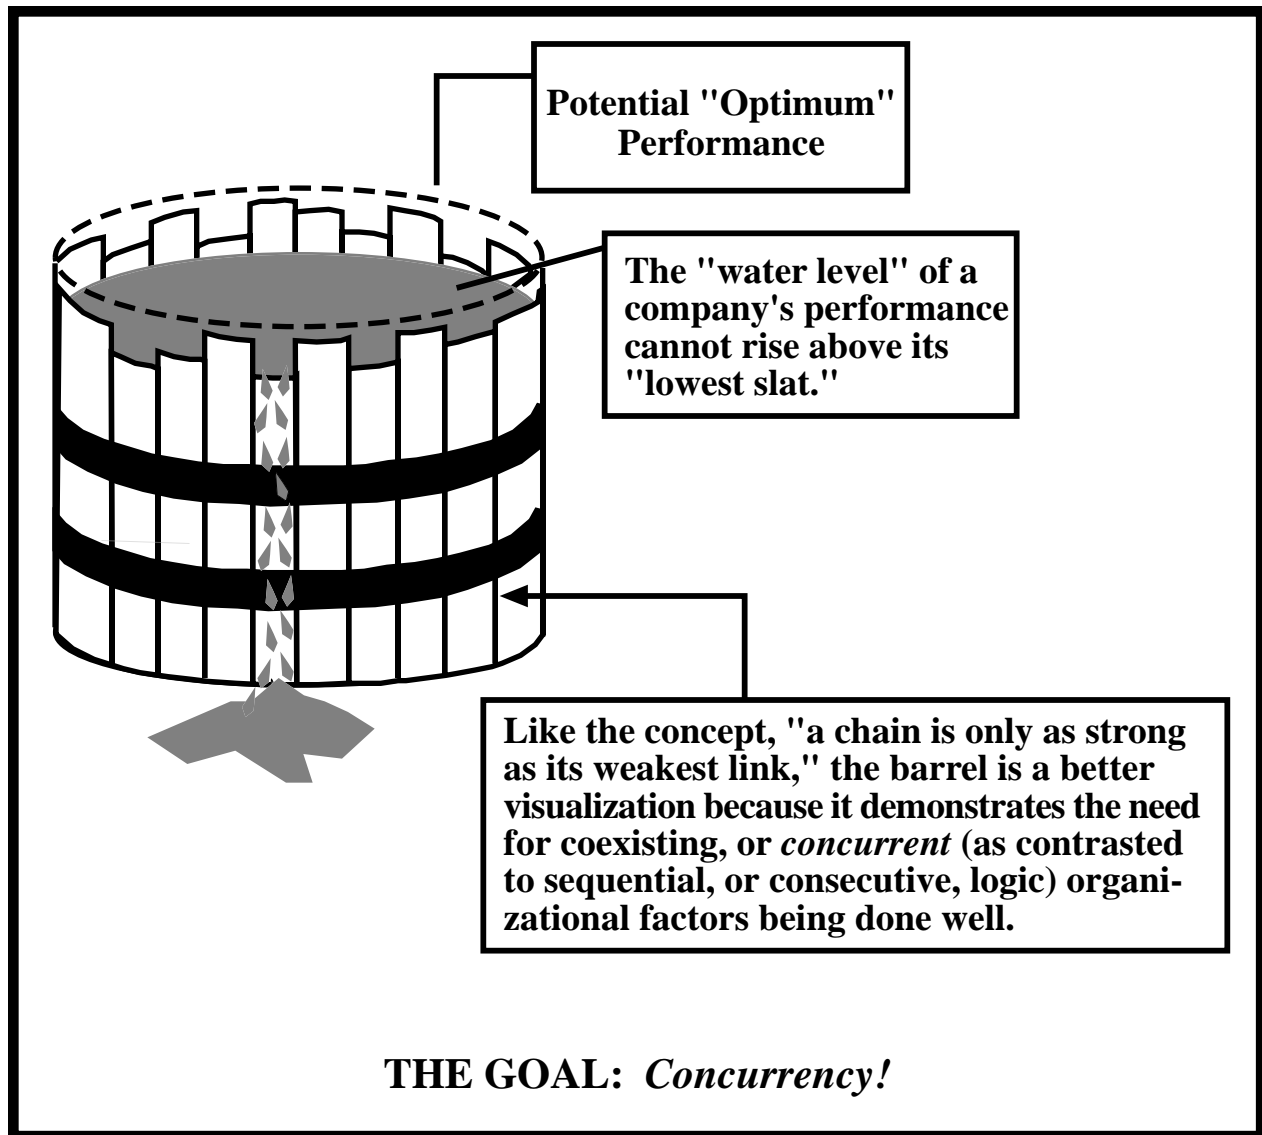 Potential "Optimum"
Performance
The "water level" of a
company's performance
cannot rise above its
"lowest slat."
Like the concept, "a chain is only as strong
as its weakest link," the barrel is a better
visualization because it demonstrates the need
for coexisting, or concurrent (as contrasted
to sequential, or consecutive, logic) organi-
zational factors being done well.
THE GOAL: Concurrency!